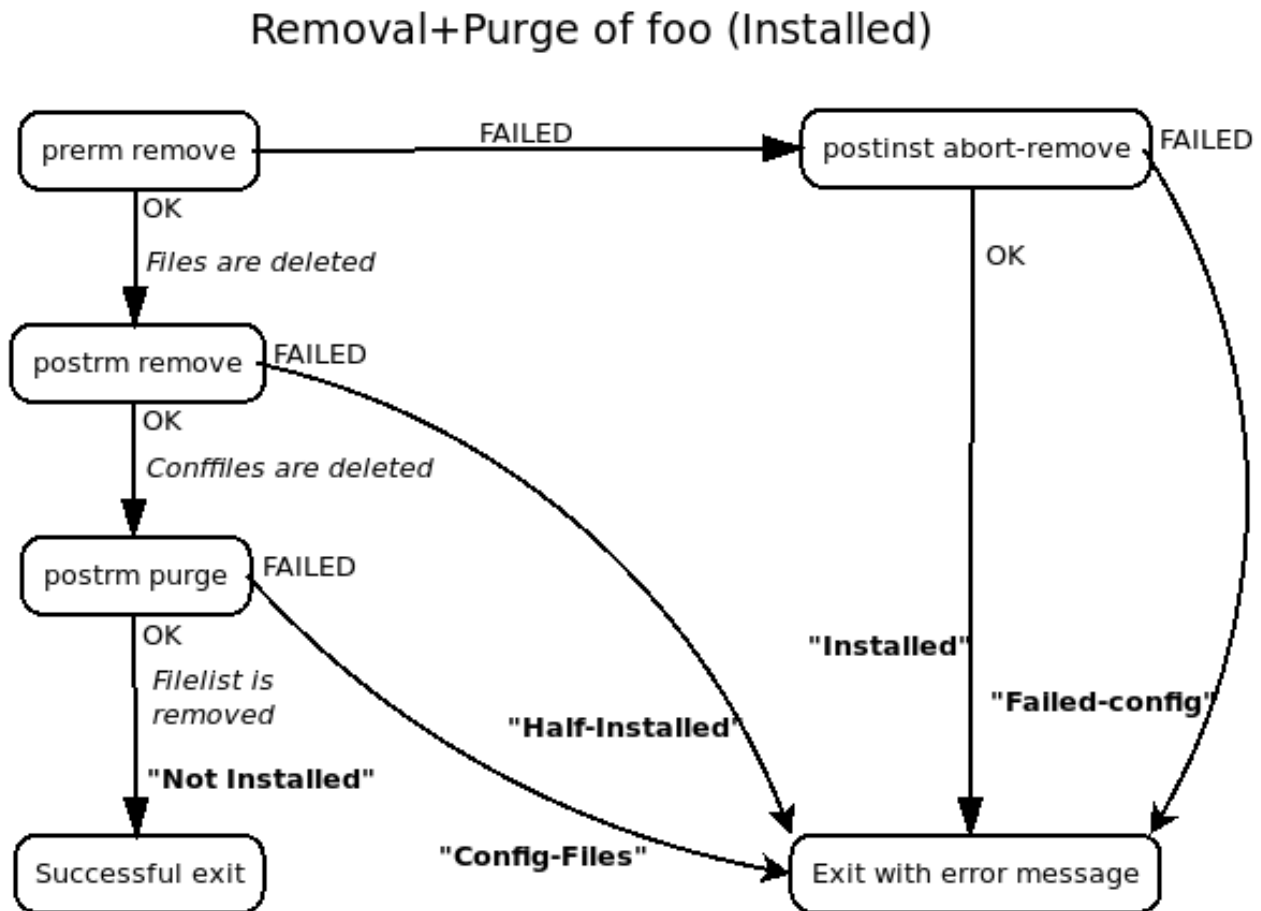 Removal+Purge of foo (Installed)
prerm remove
FAILED
postinst abort-remove
FAILED
OK
Files are deleted
OK
postrm remove
FAILED
OK
Conffiles are deleted
postrm purge
FAILED
OK
Filelist is
removed
"Installed"
"Failed-config"
"Half-Installed"
"Not Installed"
"Config-Files"
Successful exit
Exit with error message